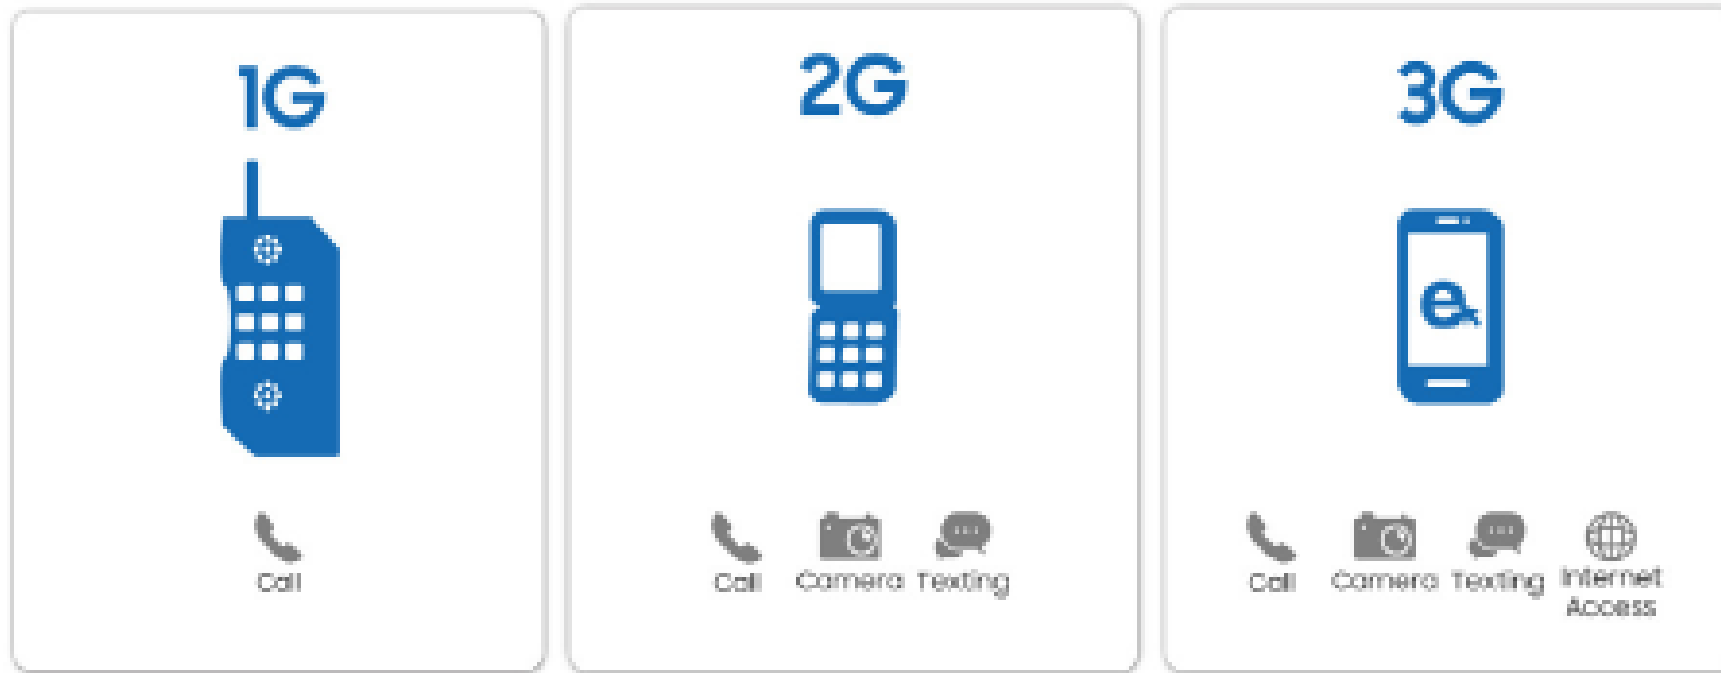 1G
Call
2G
Call Camera Texting
3G
e
Call Camera Texting Internet Access